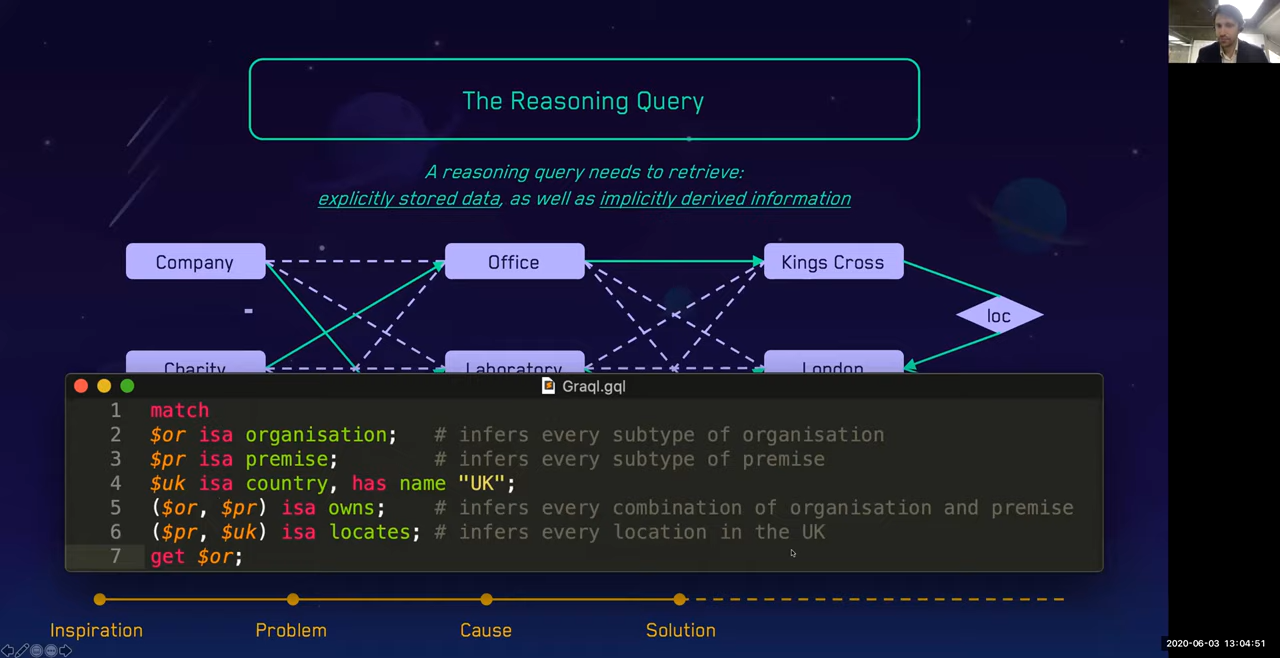 The Reasoning Query
A reasoning query needs to retrieve:
explicitly stored data, as well as implicitly derived information
Company
Office
Kings Cross
loc
Charity
Laboratory
London
Graql.gql
1 match
2 $or isa organisation; # infers every subtype of organisation
3 $pr isa premise; # infers every subtype of premise
4 $uk isa country, has name "UK";
5 ($or, $pr) isa owns; # infers every combination of organisation and premise
6 ($pr, $uk) isa locates; # infers every location in the UK
7 get $or;
Inspiration
Problem
Cause
Solution
2020-06-03 13:04:51